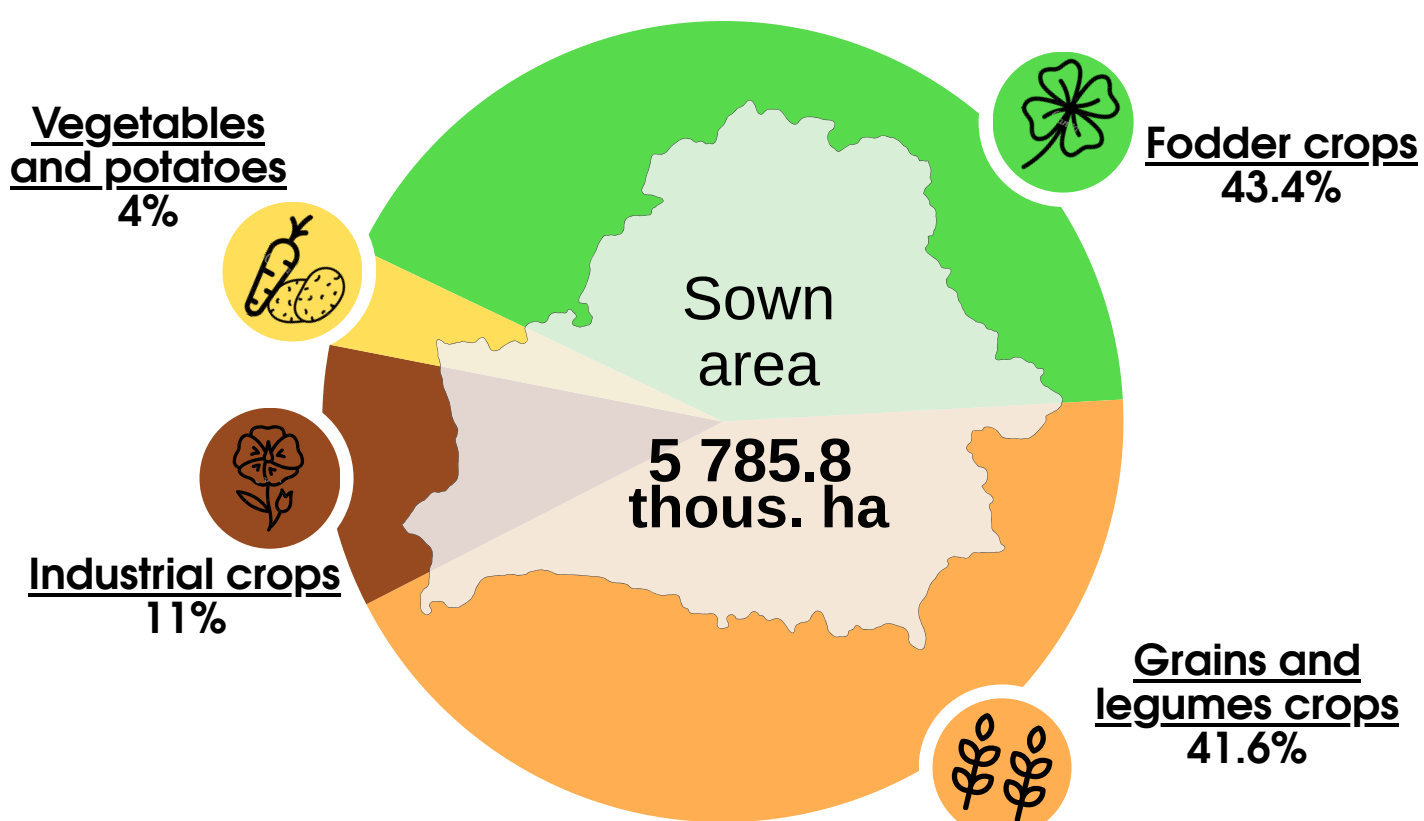 Vegetables
and potatoes
4%
Fodder crops
43.4%
Sown
area
5 785.8
thous. ha
Industrial crops
11%
Grains and
legumes crops
41.6%